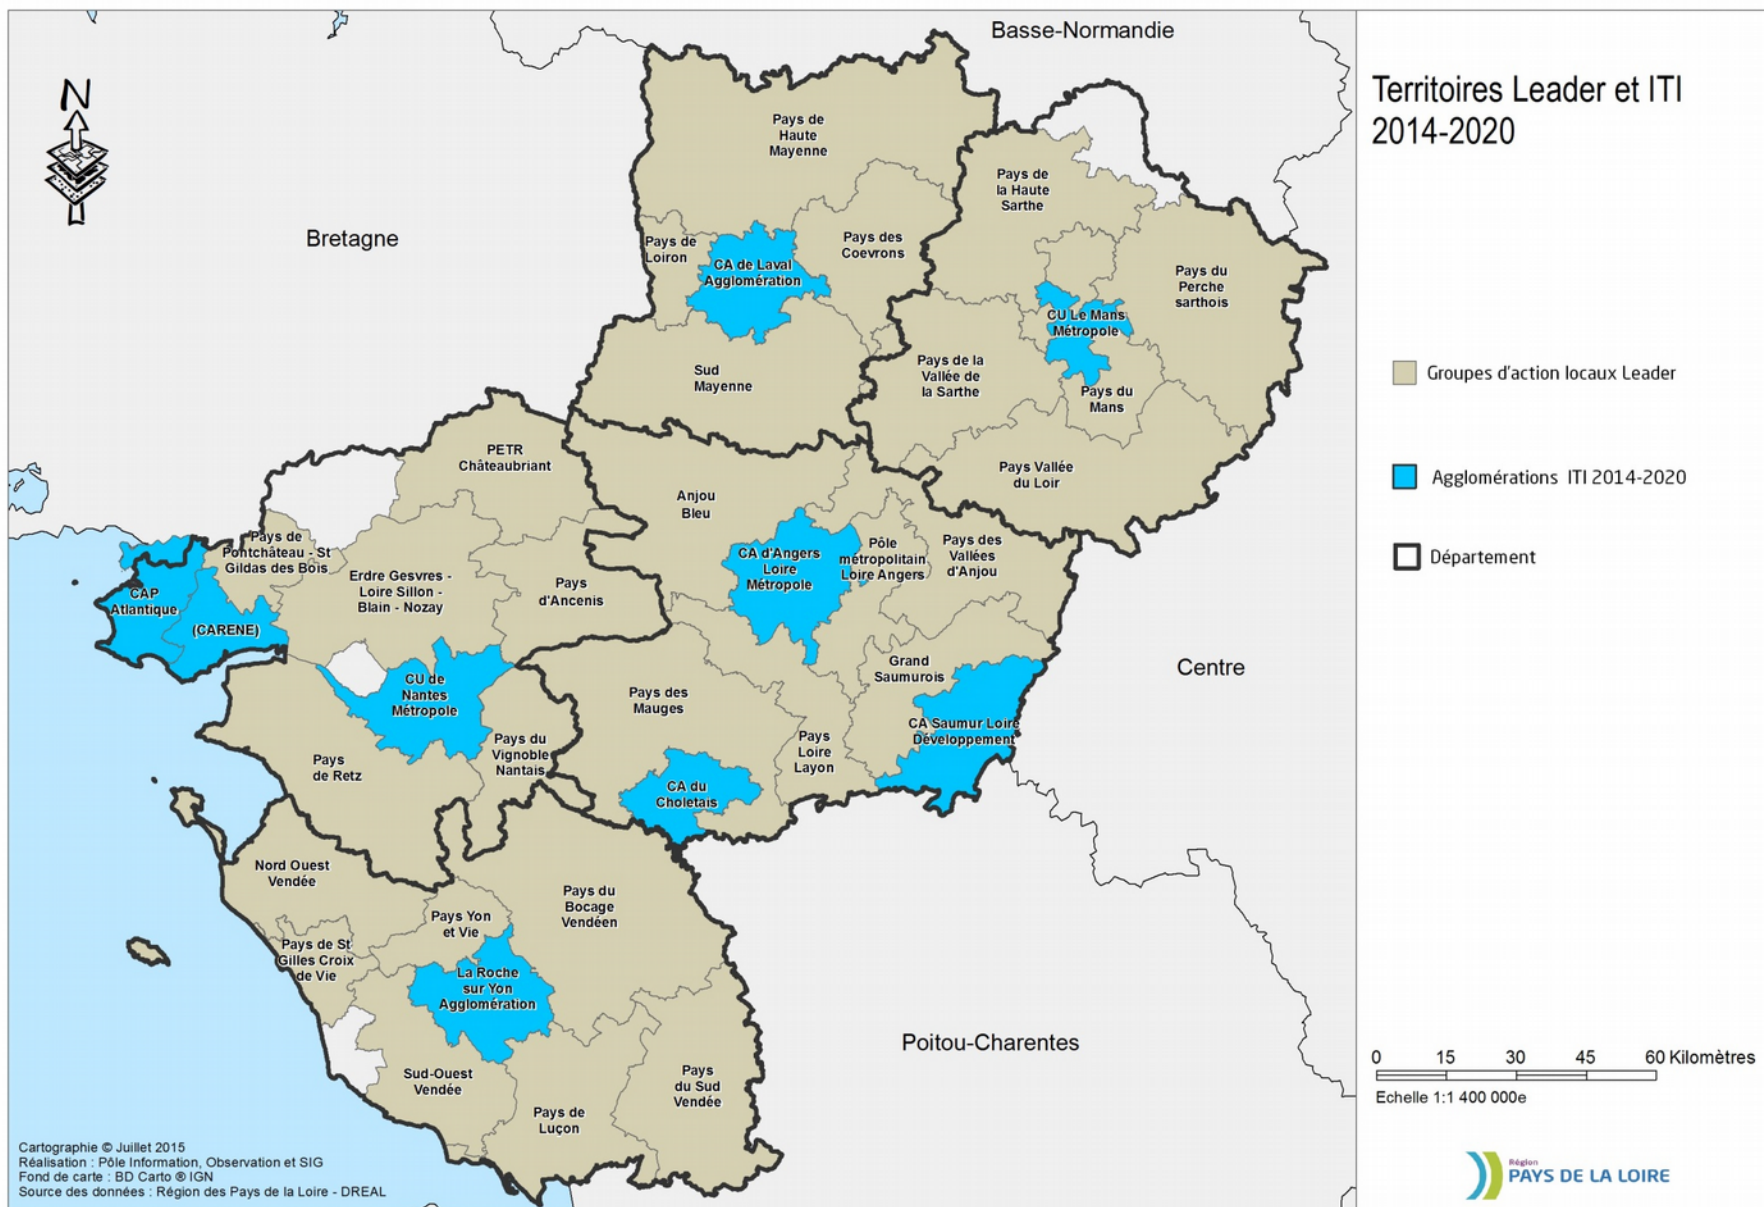 Basse-Normandie
Territoires Leader et ITI
2014-2020
N
Bretagne
Pays de
Haute
Mayenne
Pays de
la Haute
Sarthe
Pays de
Loiron
CA de Laval
Agglomération
Pays des
Coevrons
Pays du
Perche
sarthois
CU Le Mans
Métropole
Sud
Mayenne
Pays de la
Vallée de
la Sarthe
Pays du
Mans
Groupes d'action locaux Leader
PETR
Châteaubriant
Pays Vallée
du Loir
Agglomérations ITI 2014-2020
Anjou
Bleu
Pays de
Pontchâteau - St
Gildas des Bois
CA d'Angers
Loire
Métropole
Pôle
métropolitain
Loire Angers
Pays des
Vallées
d'Anjou
Département
Erdre Gesvres -
Loire Sillon -
Blain - Nozay
Pays
d'Ancenis
CAP
Atlantique
(CARENE)
Centre
CU de
Nantes
Métropole
Pays des
Mauges
Grand
Saumurois
CA Saumur Loire
Développement
Pays
de Retz
Pays du
Vignoble
Nantais
Pays
Loire
Layon
CA du
Choletais
Nord Ouest
Vendée
Pays du
Bocage
Vendéen
Pays Yon
et Vie
Pays de St
Gilles Croix
de Vie
La Roche
sur Yon
Agglomération
Poitou-Charentes
Sud-Ouest
Vendée
Pays
du Sud
Vendée
Pays de
Luçon
0 15 30 45 60 Kilomètres
Echelle 1:1 400 000e
Cartographie © Juillet 2015
Réalisation : Pôle Information, Observation et SIG
Fond de carte : BD Carto ® IGN
Source des données : Région des Pays de la Loire - DREAL
Région
PAYS DE LA LOIRE